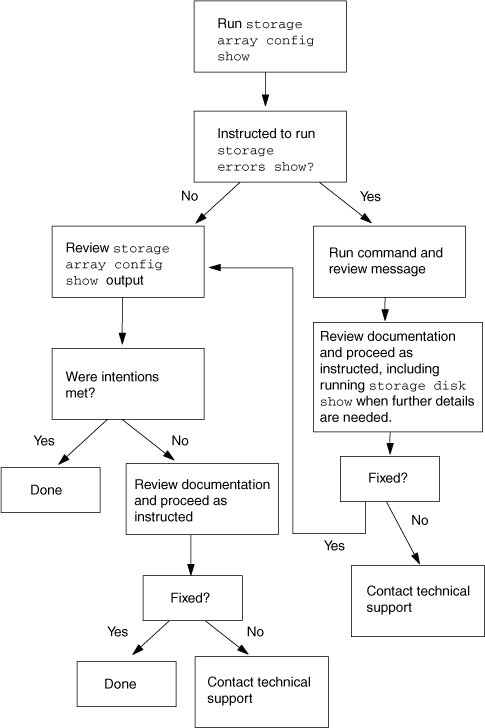 Run storage
array config
show
Instructed to run
storage
errors show?
No
Yes
Review storage
array config
show output
Run command and
review message
Review documentation
and proceed as
instructed, including
running storage disk
show when further details
are needed.
Were intentions
met?
Yes
No
Fixed?
Done
Review documentation
and proceed as
instructed
No
Yes
Contact technical
support
Fixed?
Yes
No
Done
Contact technical
support